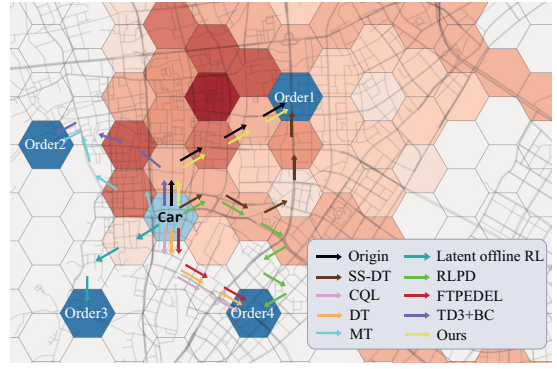 Order1
Order2
Car
Order3
Order4
Origin
SS-DT
CQL
DT
MT
Latent offline RL
RLPD
FTPEDEL
TD3+BC
Ours